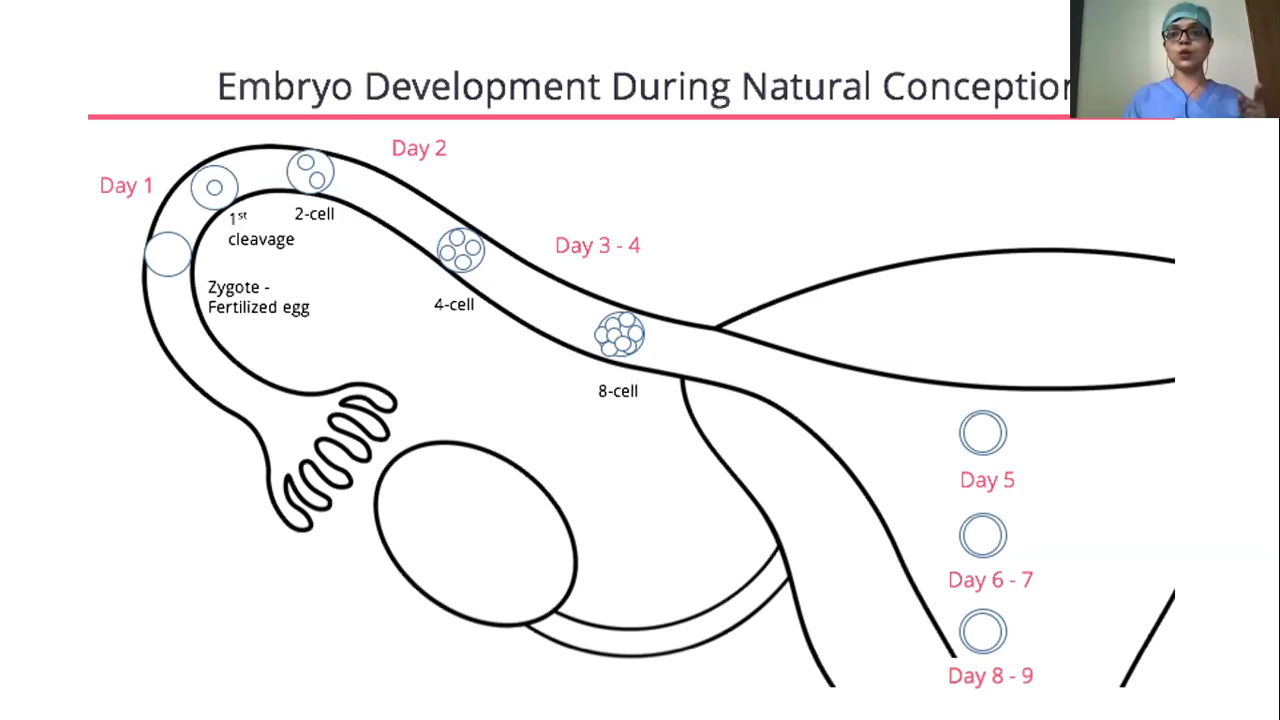 Embryo Development During Natural Conception
Day 1
Day 2
1st
cleavage
2-cell
Zygote -
Fertilized egg
4-cell
Day 3 - 4
8-cell
Day 5
Day 6 - 7
Day 8 - 9